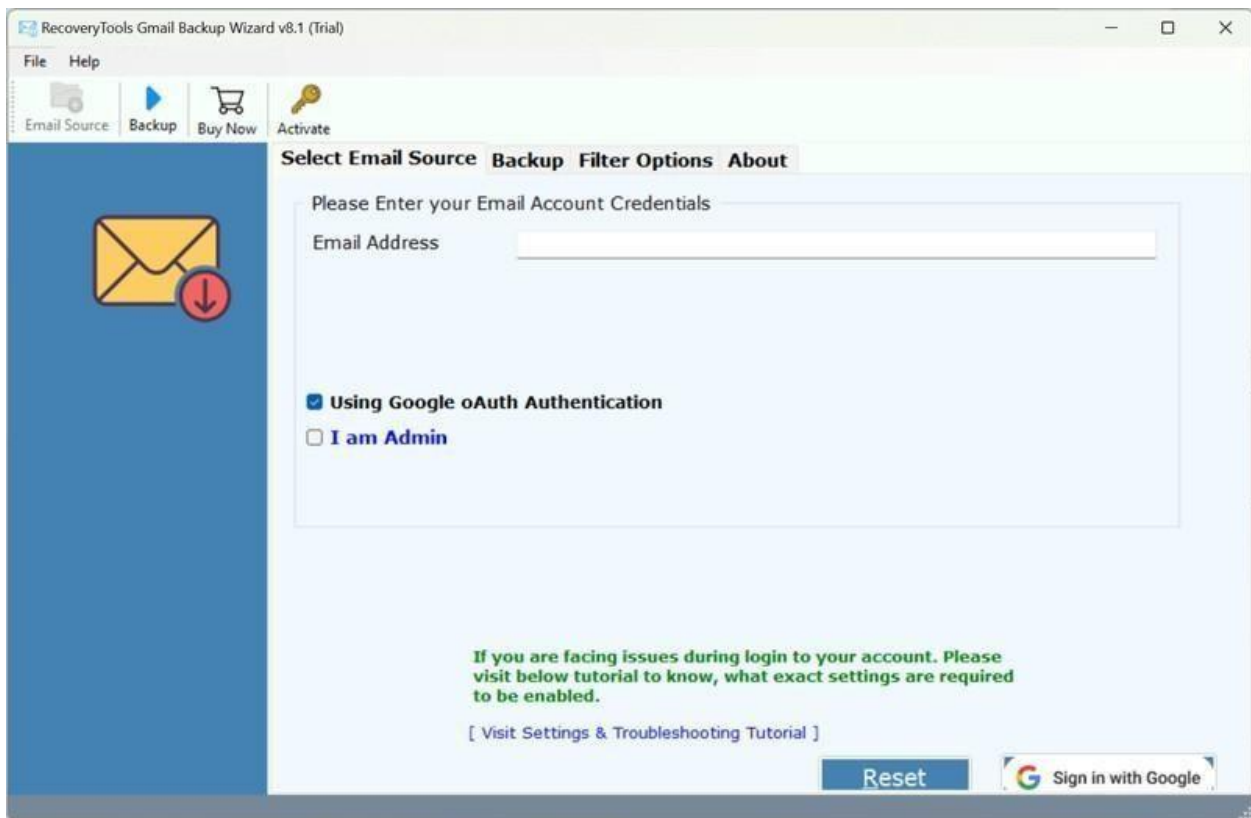 RecoveryTools Gmail Backup Wizard v8.1 (Trial)
File Help
Email Source Backup Buy Now Activate
Select Email Source Backup Filter Options About
Please Enter your Email Account Credentials
Email Address
Using Google oAuth Authentication
I am Admin
If you are facing issues during login to your account. Please
visit below tutorial to know, what exact settings are required
to be enabled.
[ Visit Settings & Troubleshooting Tutorial ]
Reset Sign in with Google